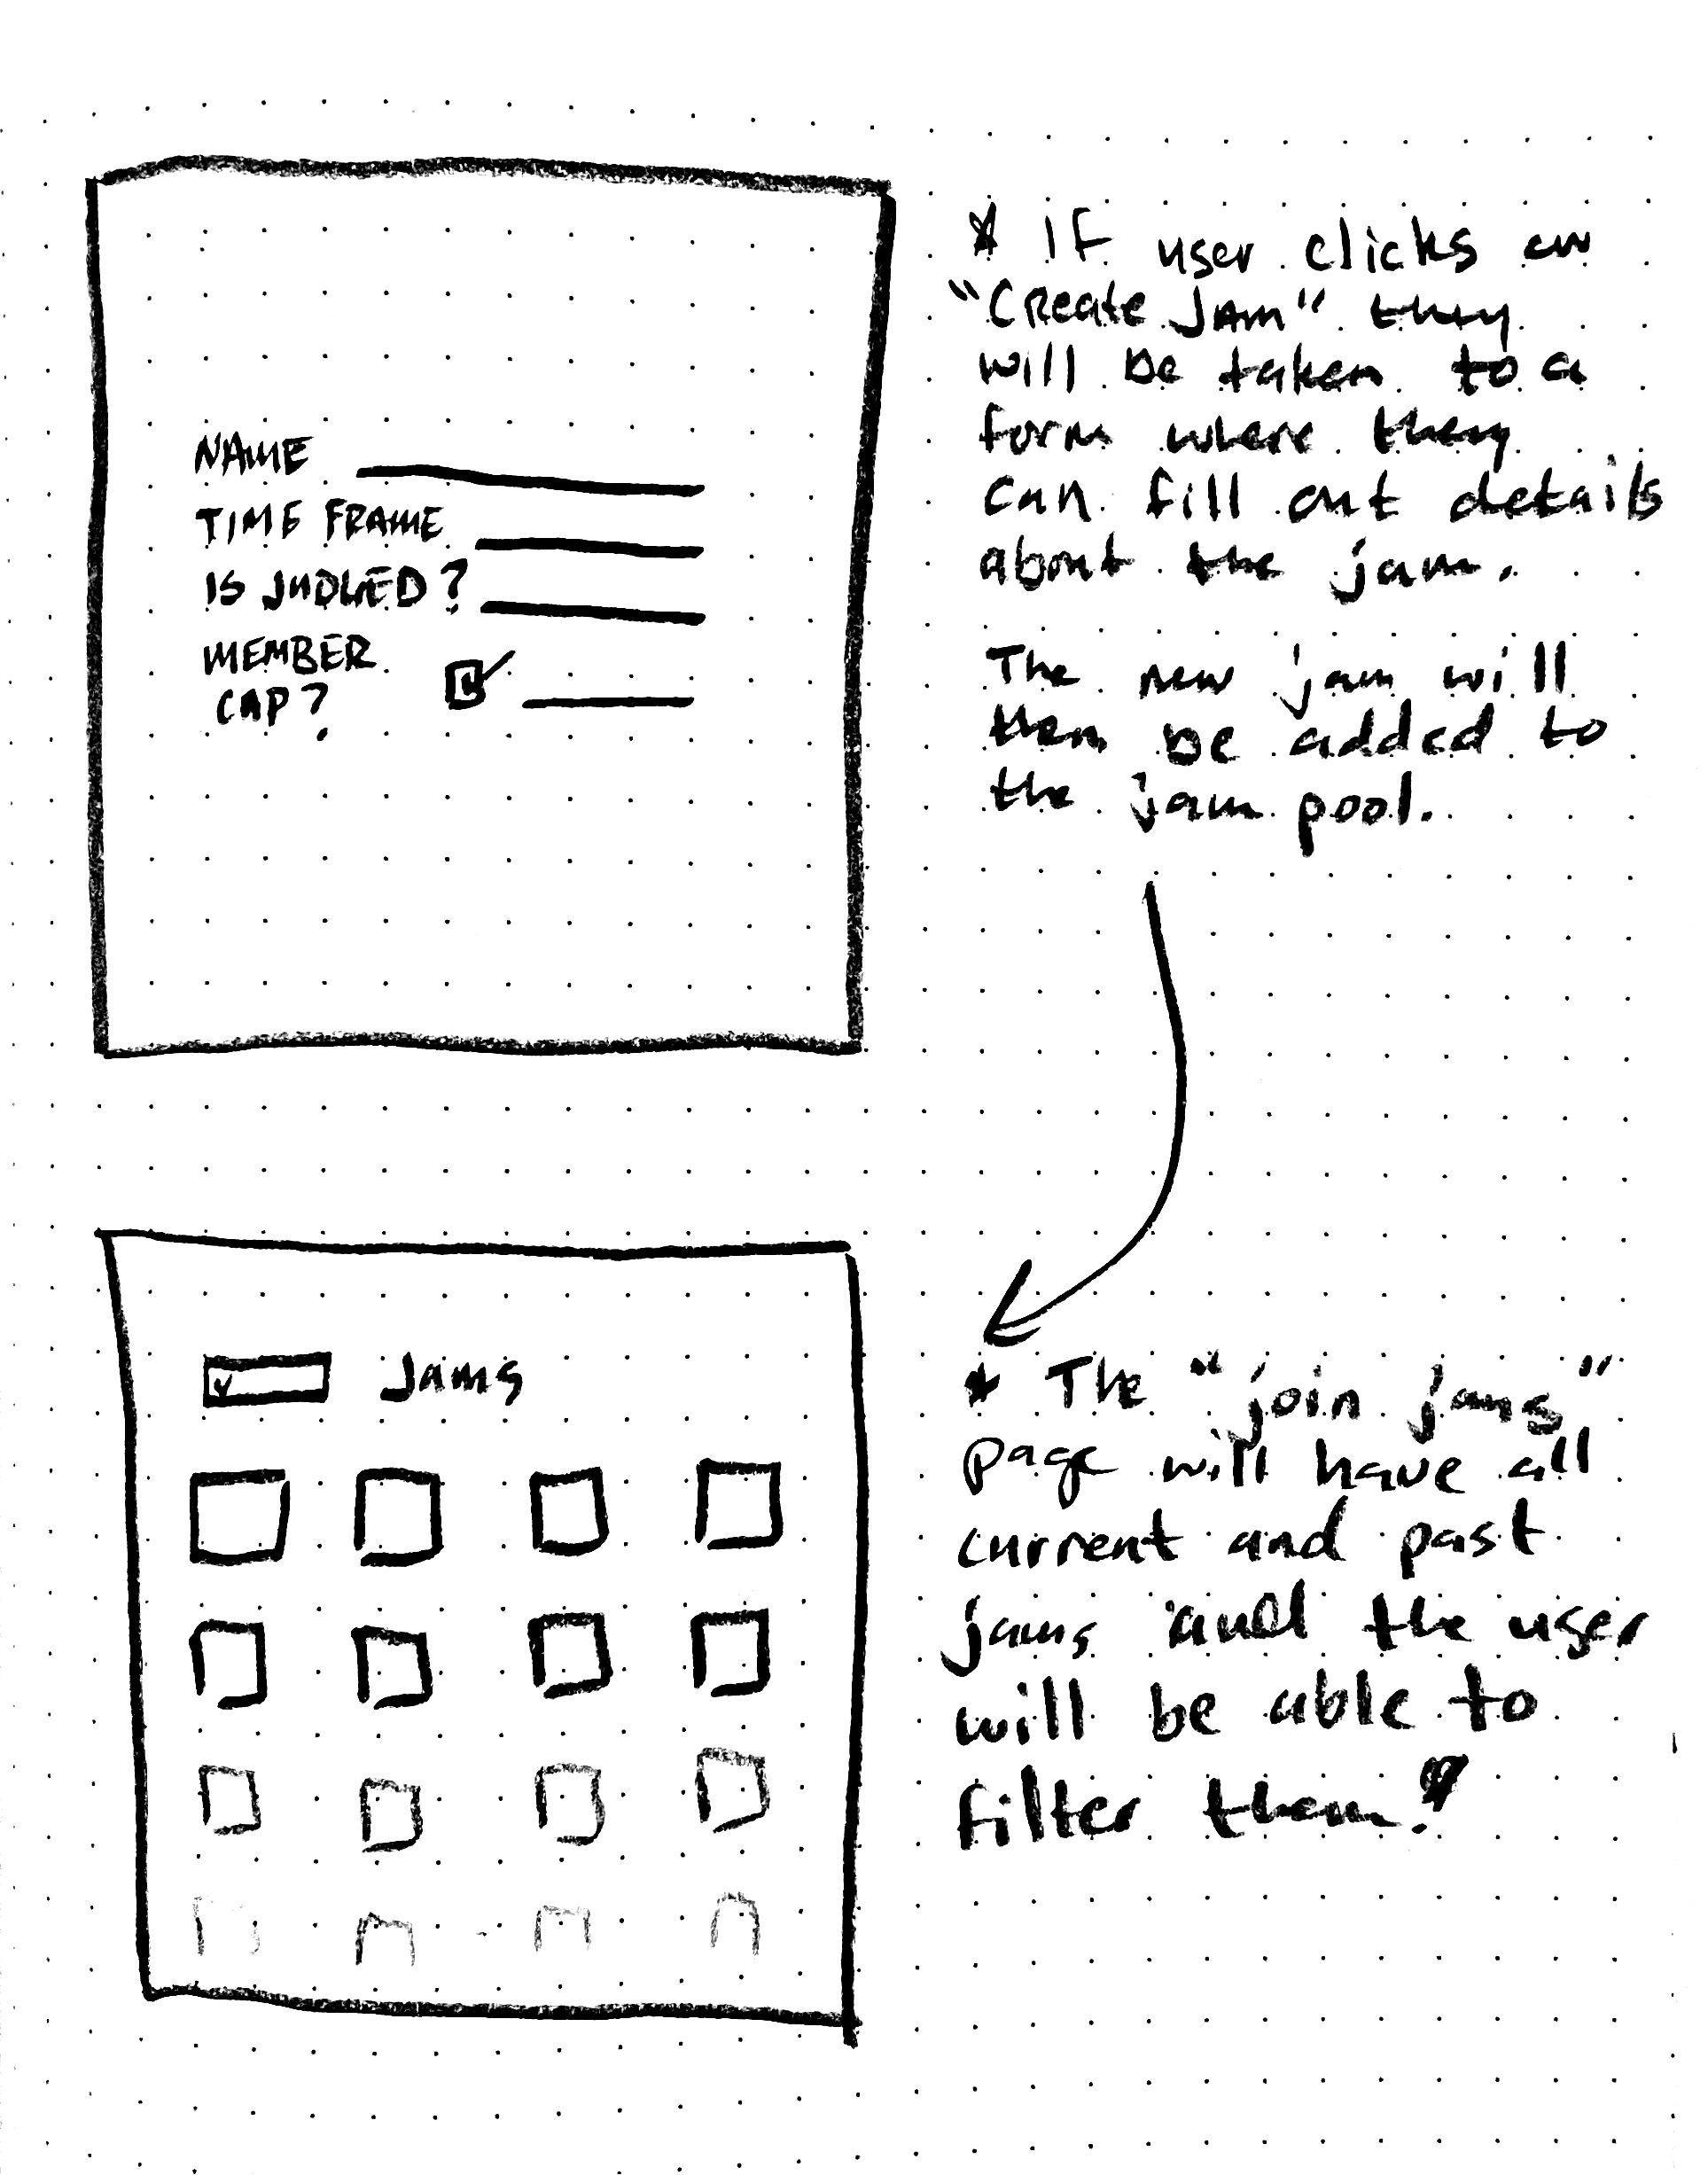 NAME
TIME FRAME
IS JUDGED?
MEMBER
CAP?
* IF user clicks on
"Create Jam" they
will be taken to a
form where they
can fill out details
about the jam.
The new jam will
then be added to
the jam pool.
Jams
* The "join jams"
page will have all
current and past
jams and the user
will be able to
filter them!